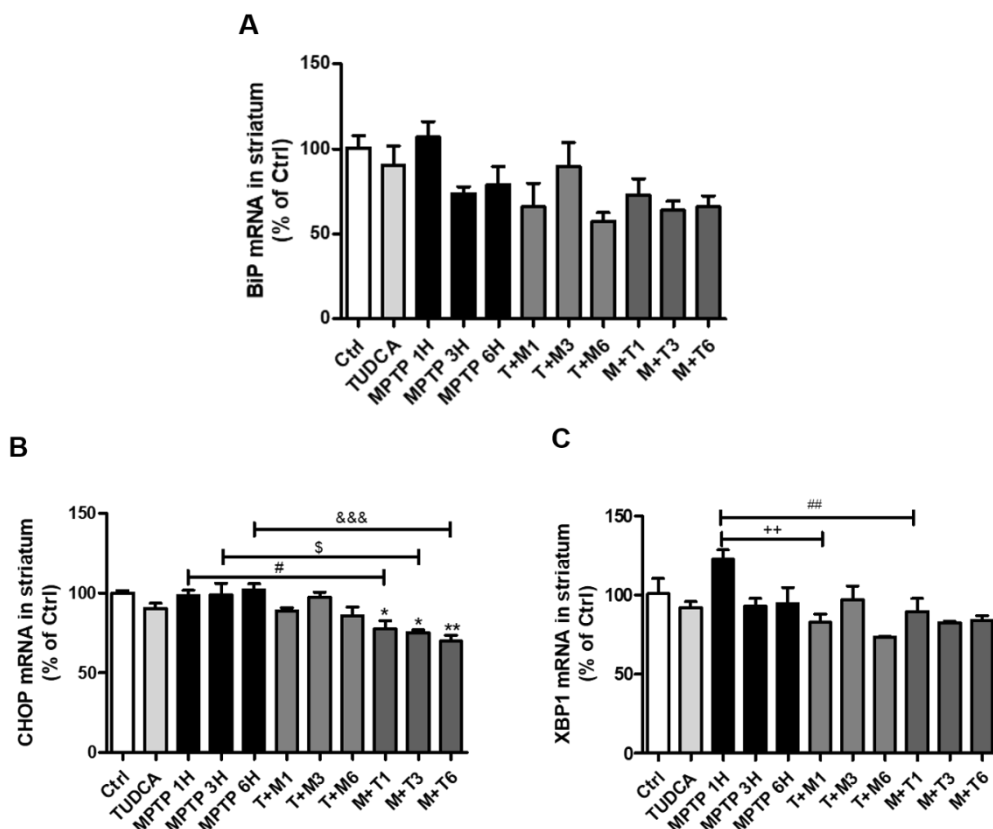 A
BiP mRNA in striatum
(% of Ctrl)
150
100
50
0
Ctrl
TUDCA
MPTP 1H
MPTP 3H
MPTP 6H
T+M1
T+M3
T+M6
M+T1
M+T3
M+T6
B
CHOP mRNA in striatum
(% of Ctrl)
150
100
50
0
&&&
$
#
*
*
**
Ctrl
TUDCA
MPTP 1H
MPTP 3H
MPTP 6H
T+M1
T+M3
T+M6
M+T1
M+T3
M+T6
C
XBP1 mRNA in striatum
(% of Ctrl)
150
100
50
0
##
++
Ctrl
TUDCA
MPTP 1H
MPTP 3H
MPTP 6H
T+M1
T+M3
T+M6
M+T1
M+T3
M+T6